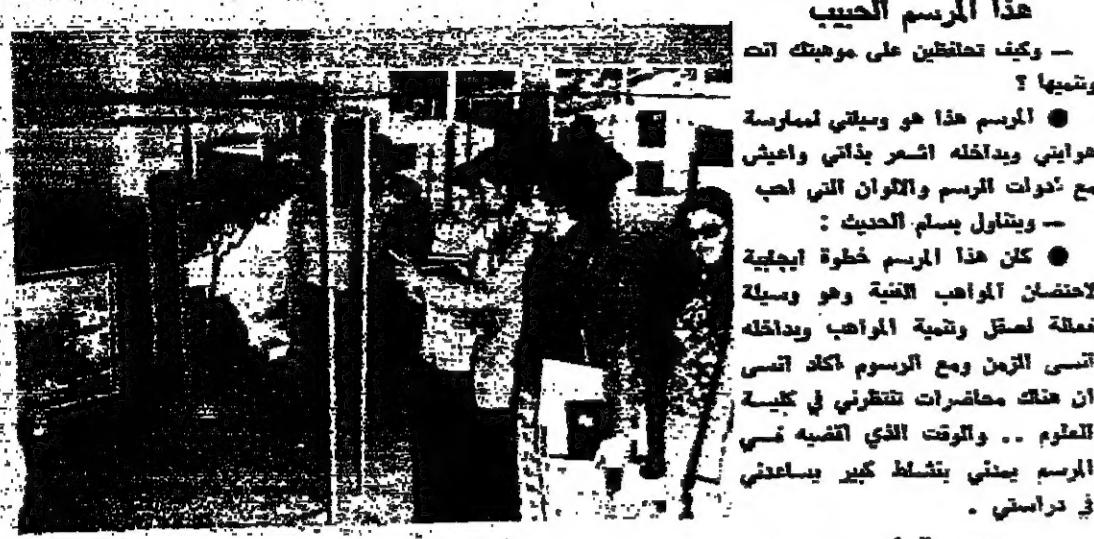 هذا المرسم الحبيب
— وكيف تحافظين على موهبتك انت
وتنميها ؟
● المرسم هذا هو وسيلتي لممارسة
هوايتي وبداخله اشعر بذاتي واعيش
مع أدوات الرسم والالوان التي احب
— ويتناول بسام الحديث :
● كان هذا المرسم خطوة ايجابية
لاحتضان المواهب الفنية وهو وسيلة
فعالة لصقل وتنمية المواهب وبداخله
انسى الزمن ومع الرسوم اكاد انسى
ان هناك محاضرات تنتظرني في كليسة
العلوم .. والوقت الذي اقضيه فسي
المرسم يمدني بنشاط كبير يساعدني
في دراستي .